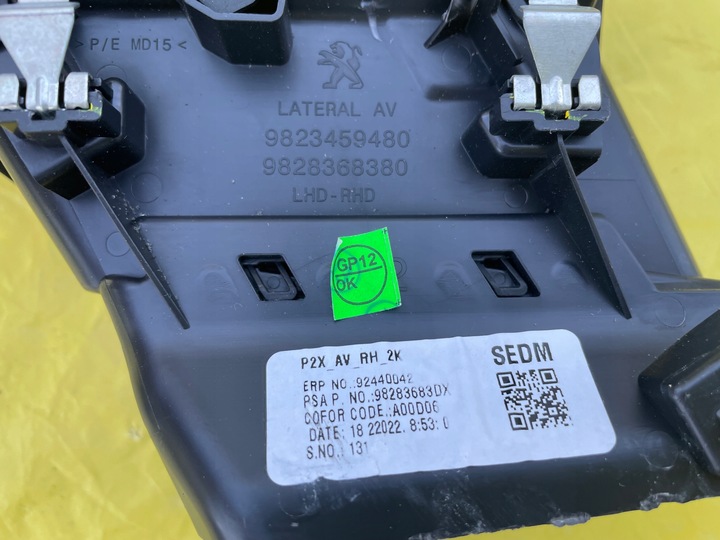 > P/E MD15 <
LATERAL AV
9823459480
9828368380
LHD-RHD
GP12
OK
P2X_AV_RH_2K
SEDM
ERP NO.:92440042
PSA P. NO.:98283683DX
COFOR CODE.:A00D06
DATE: 18 22022. 8:53: 0
S.NO.: 131